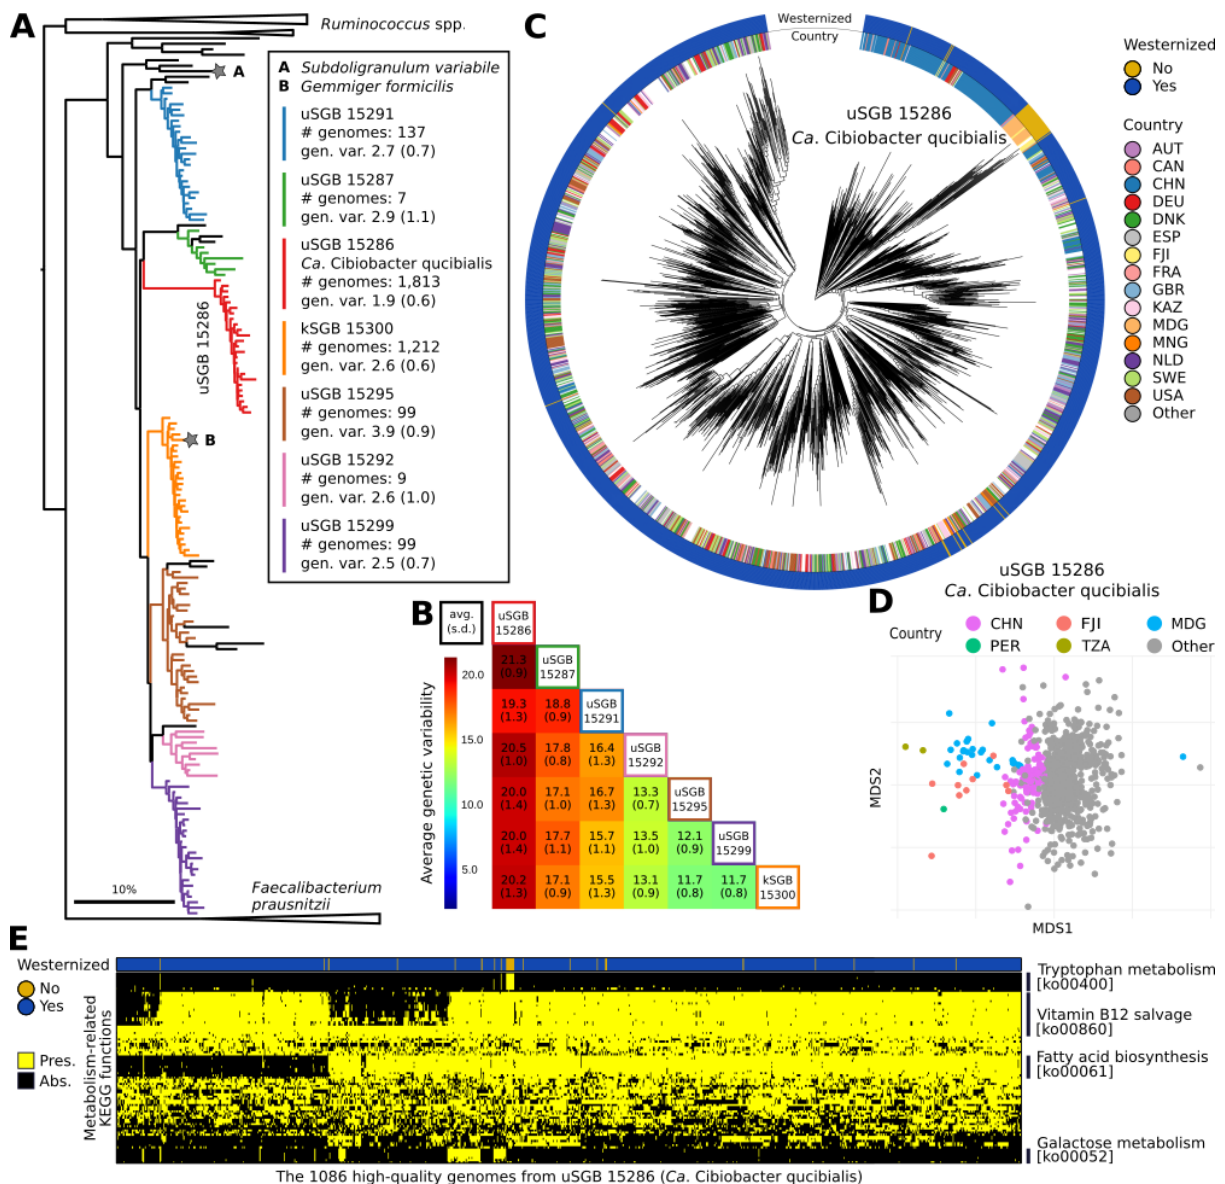 A
Ruminococcus spp.
A
A Subdoligranulum variabile
B Gemmiger formicilis
uSGB 15291
# genomes: 137
gen. var. 2.7 (0.7)
uSGB 15287
# genomes: 7
gen. var. 2.9 (1.1)
uSGB 15286
Ca. Cibiobacter qucibialis
# genomes: 1,813
gen. var. 1.9 (0.6)
kSGB 15300
# genomes: 1,212
gen. var. 2.6 (0.6)
uSGB 15295
# genomes: 99
gen. var. 3.9 (0.9)
uSGB 15292
# genomes: 9
gen. var. 2.6 (1.0)
uSGB 15299
# genomes: 99
gen. var. 2.5 (0.7)
uSGB 15286
B
10%
Faecalibacterium
prausnitzii
C
Westernized
Country
uSGB 15286
Ca. Cibiobacter qucibialis
Westernized
No
Yes
Country
AUT
CAN
CHN
DEU
DNK
ESP
FJI
FRA
GBR
KAZ
MDG
MNG
NLD
SWE
USA
Other
B
avg.
(s.d.)
uSGB
15286
Average genetic variability
20.0
15.0
10.0
5.0
21.3
(0.9)
uSGB
15287
19.3
(1.3)
18.8
(0.9)
uSGB
15291
20.5
(1.0)
17.8
(0.8)
16.4
(1.3)
uSGB
15292
20.0
(1.4)
17.1
(1.0)
16.7
(1.3)
13.3
(0.7)
uSGB
15295
20.0
(1.4)
17.7
(1.1)
15.7
(1.1)
13.5
(1.0)
12.1
(0.9)
uSGB
15299
20.2
(1.3)
17.1
(0.9)
15.5
(1.3)
13.1
(0.9)
11.7
(0.8)
11.7
(0.8)
kSGB
15300
uSGB 15286
Ca. Cibiobacter qucibialis
D
Country
CHN
FJI
MDG
PER
TZA
Other
MDS2
MDS1
E
Westernized
No
Yes
Pres.
Abs.
Metabolism-related
KEGG functions
Tryptophan metabolism
[ko00400]
Vitamin B12 salvage
[ko00860]
Fatty acid biosynthesis
[ko00061]
Galactose metabolism
[ko00052]
The 1086 high-quality genomes from uSGB 15286 (Ca. Cibiobacter qucibialis)